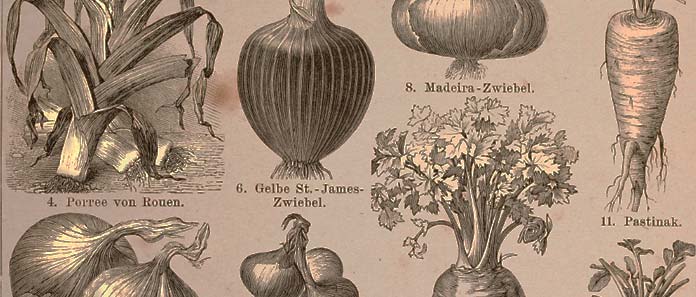 8. Madeira-Zwiebel.
4. Porree von Rouen.
6. Gelbe St.-James-
Zwiebel.
11. Pastinak.